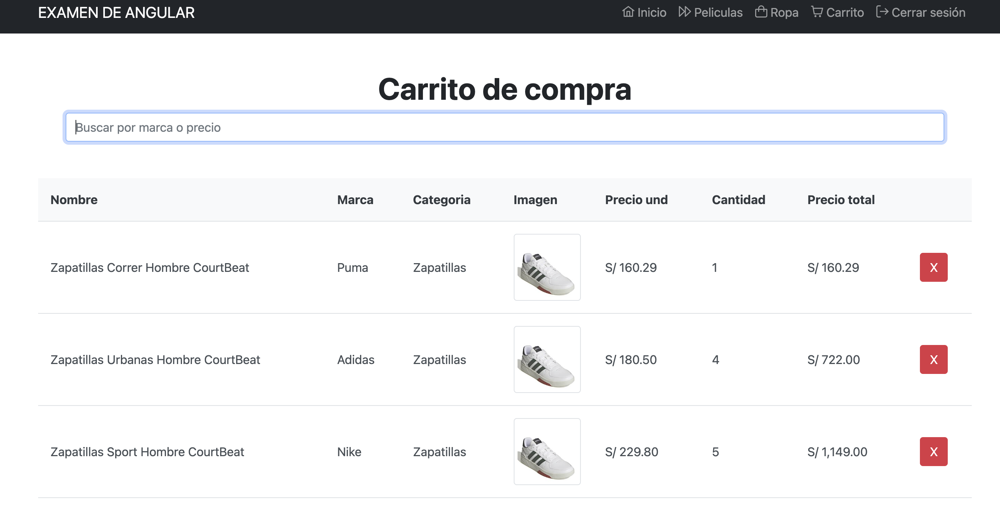 EXAMEN DE ANGULAR
Inicio Peliculas Ropa Carrito Cerrar sesión
Carrito de compra
Buscar por marca o precio
Nombre Marca Categoria Imagen Precio und Cantidad Precio total
Zapatillas Correr Hombre CourtBeat Puma Zapatillas S/ 160.29 1 S/ 160.29 X
Zapatillas Urbanas Hombre CourtBeat Adidas Zapatillas S/ 180.50 4 S/ 722.00 X
Zapatillas Sport Hombre CourtBeat Nike Zapatillas S/ 229.80 5 S/ 1,149.00 X